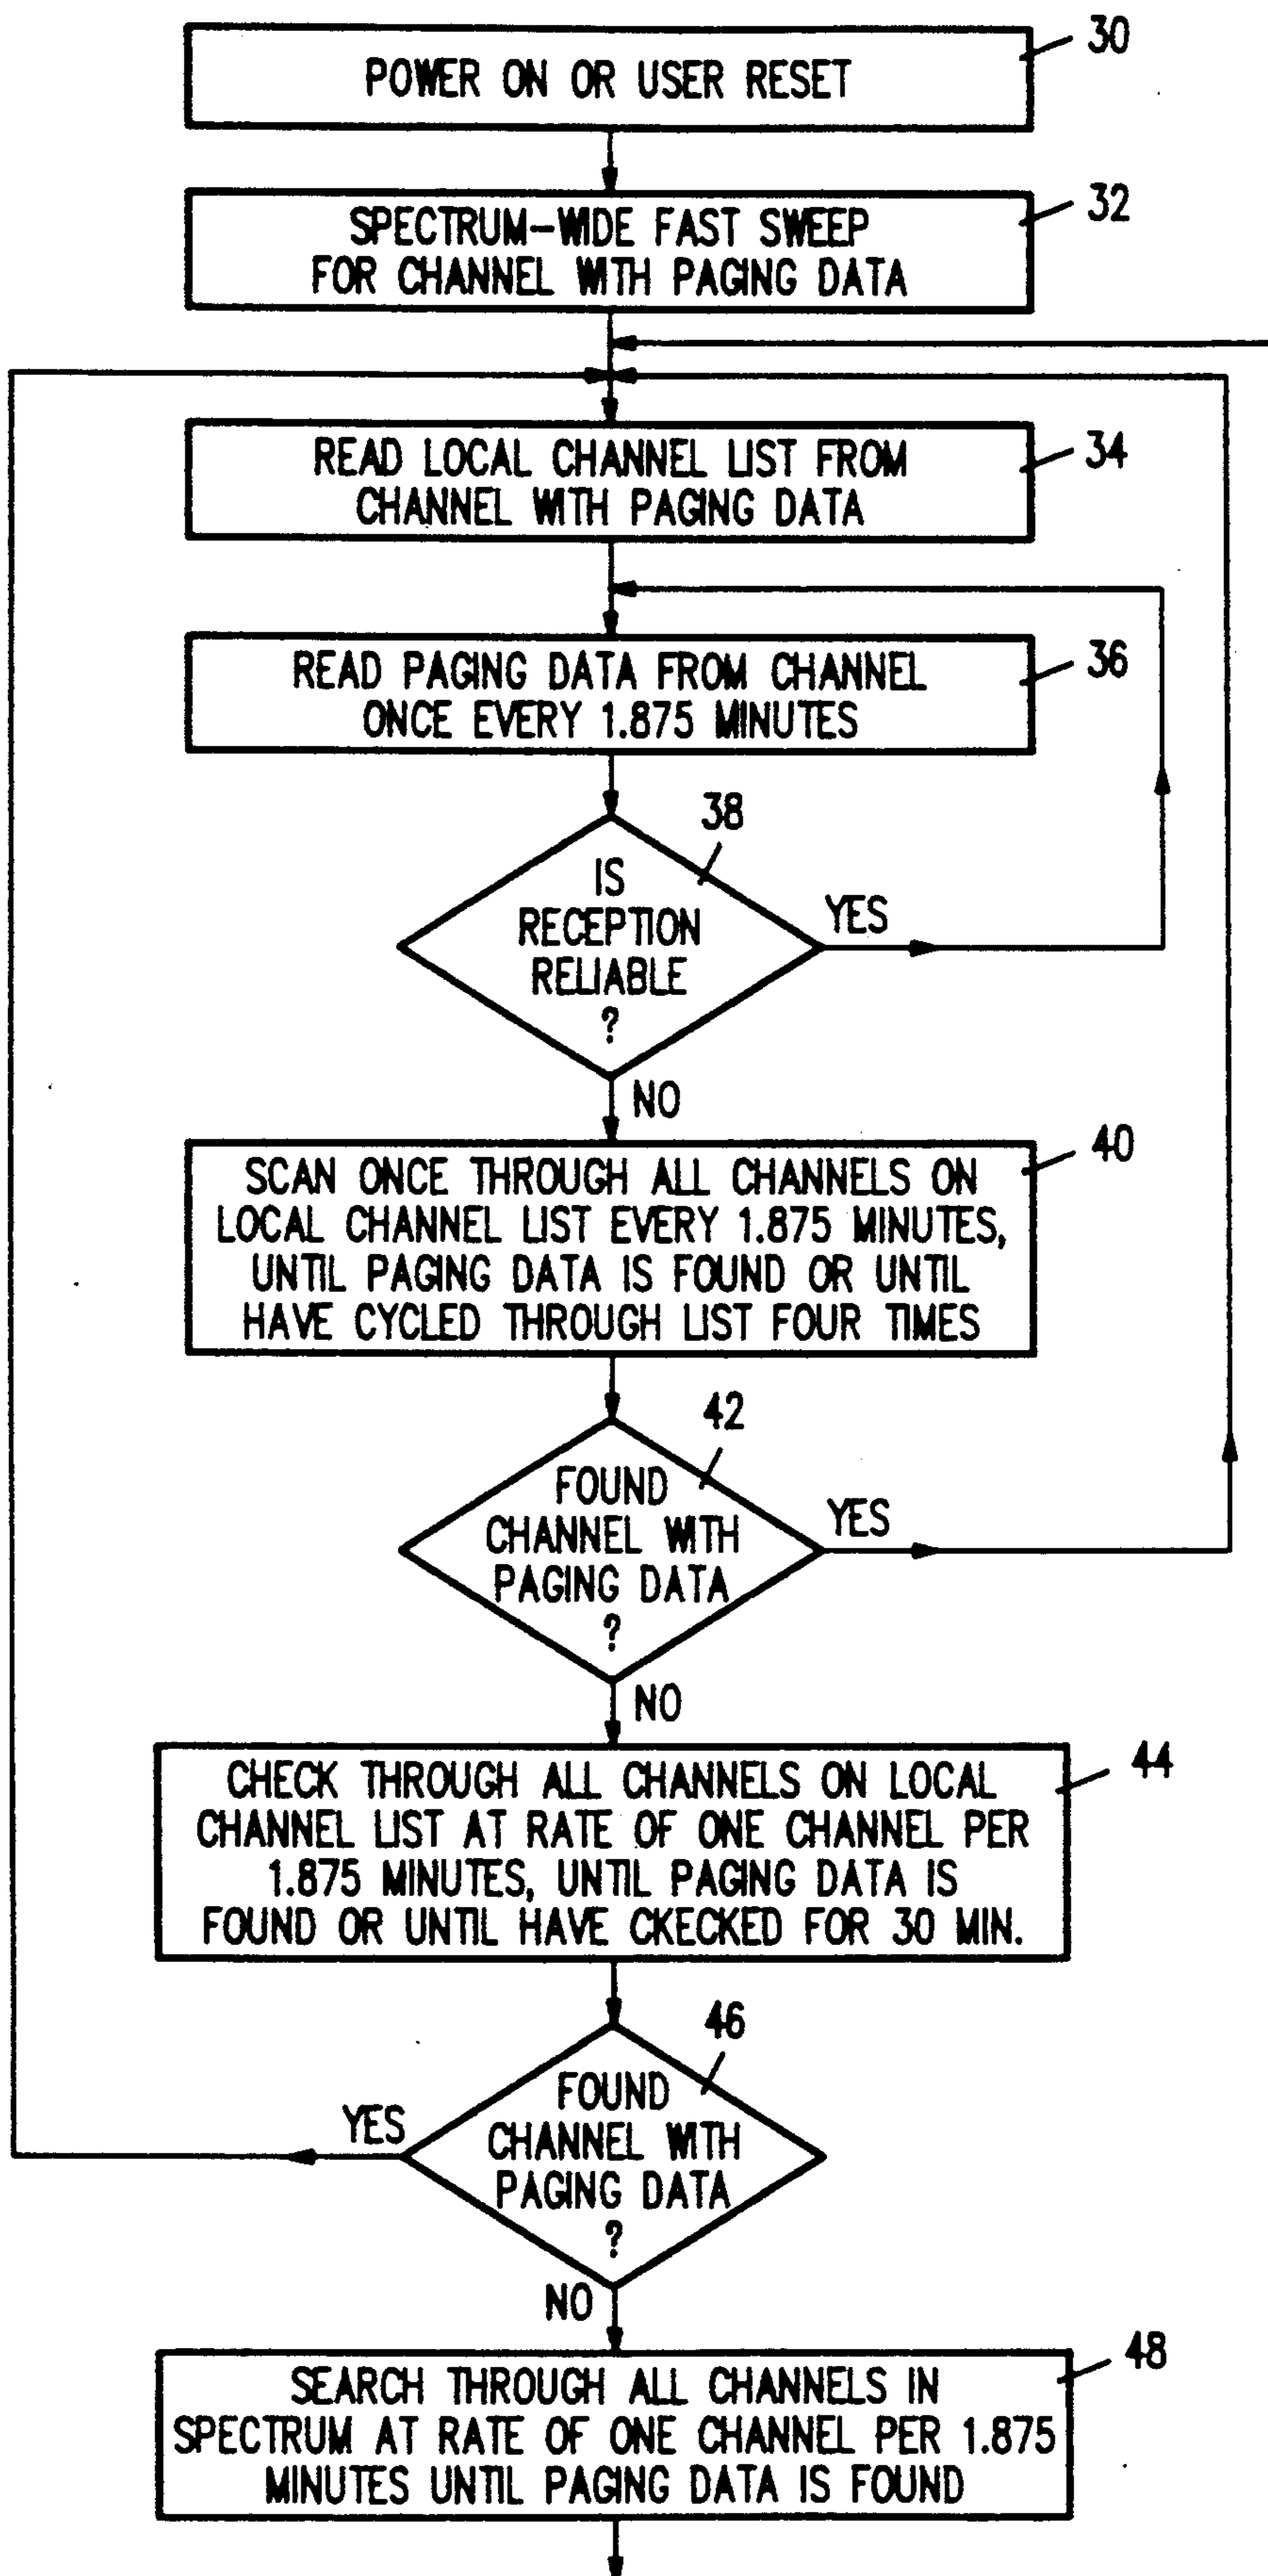 30
POWER ON OR USER RESET
32
SPECTRUM-WIDE FAST SWEEP
FOR CHANNEL WITH PAGING DATA
34
READ LOCAL CHANNEL LIST FROM
CHANNEL WITH PAGING DATA
36
READ PAGING DATA FROM CHANNEL
ONCE EVERY 1.875 MINUTES
38
IS
RECEPTION
RELIABLE
?
YES
NO
40
SCAN ONCE THROUGH ALL CHANNELS ON
LOCAL CHANNEL LIST EVERY 1.875 MINUTES,
UNTIL PAGING DATA IS FOUND OR UNTIL
HAVE CYCLED THROUGH LIST FOUR TIMES
42
FOUND
CHANNEL WITH
PAGING DATA
?
YES
NO
44
CHECK THROUGH ALL CHANNELS ON LOCAL
CHANNEL LIST AT RATE OF ONE CHANNEL PER
1.875 MINUTES, UNTIL PAGING DATA IS
FOUND OR UNTIL HAVE CKECKED FOR 30 MIN.
46
FOUND
CHANNEL WITH
PAGING DATA
?
YES
NO
48
SEARCH THROUGH ALL CHANNELS IN
SPECTRUM AT RATE OF ONE CHANNEL PER 1.875
MINUTES UNTIL PAGING DATA IS FOUND